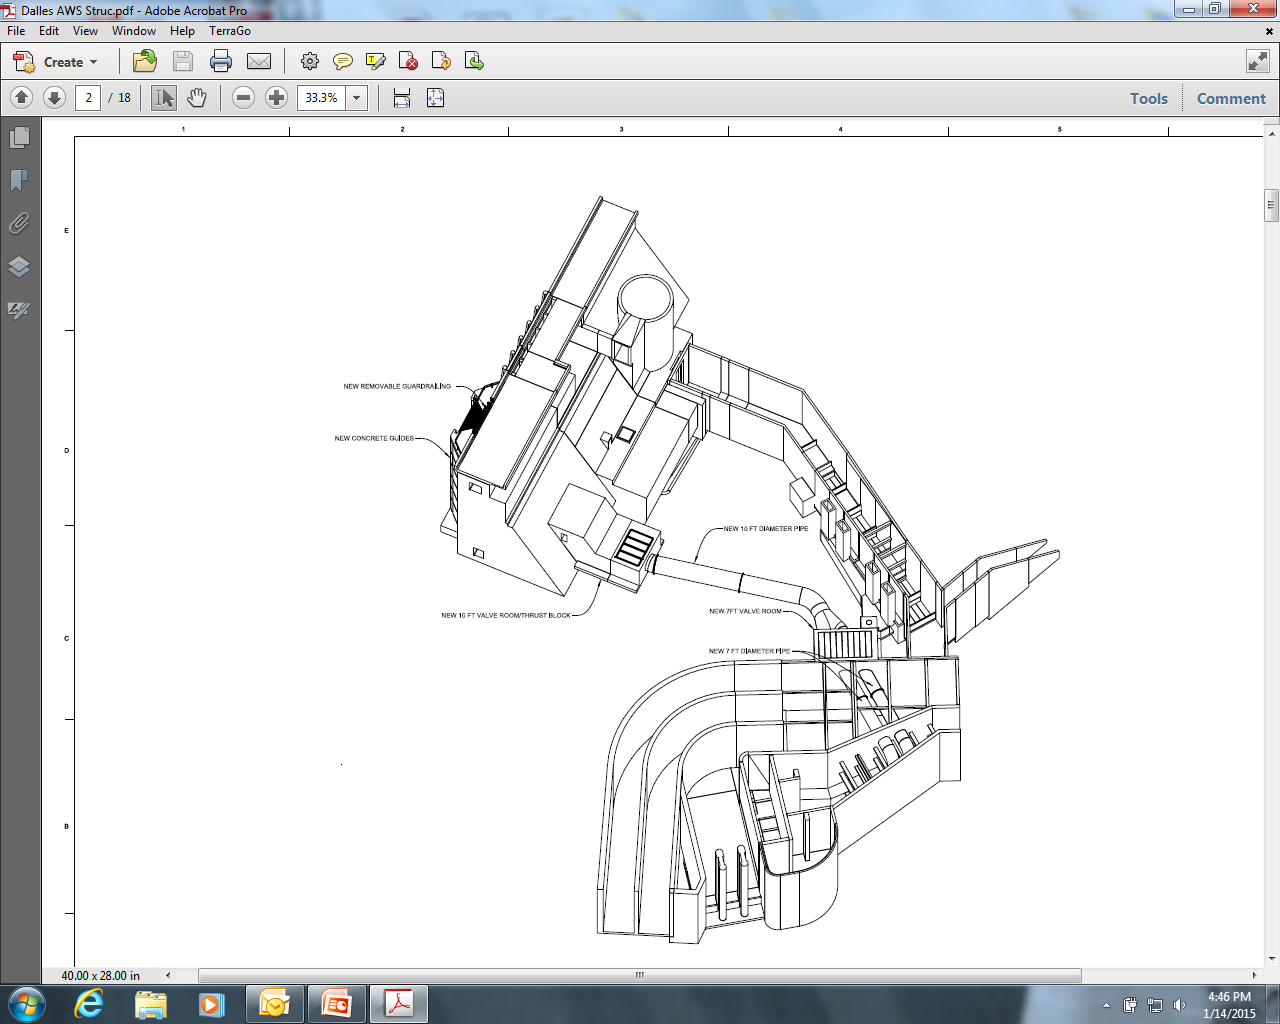 Dalles AWS Struc.pdf - Adobe Acrobat Pro
File Edit View Window Help TerraGo
Create
2 / 18 33.3% Tools Comment
1 2 3 4 5
E
NEW REMOVABLE GUARDRAILING
NEW CONCRETE GUIDES
D
NEW 10 FT DIAMETER PIPE
NEW 7FT VALVE ROOM
NEW 10 FT VALVE ROOM/THRUST BLOCK
C
NEW 7 FT DIAMETER PIPE
B
40.00 x 28.00 in
4:46 PM
1/14/2015